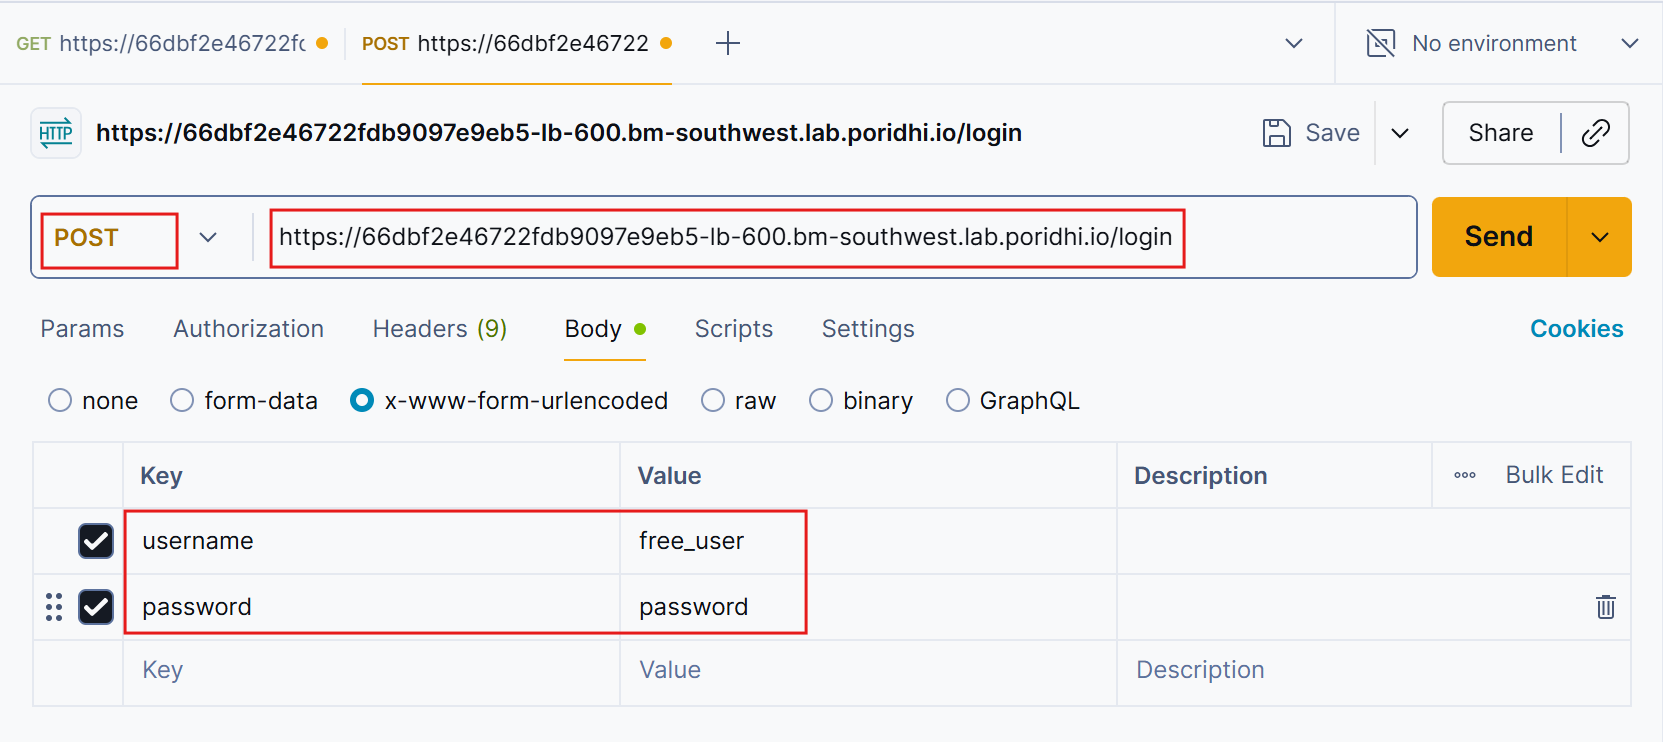 GET https://66dbf2e46722fc POST https://66dbf2e46722 No environment
HTTP https://66dbf2e46722fdb9097e9eb5-lb-600.bm-southwest.lab.poridhi.io/login Save Share
POST https://66dbf2e46722fdb9097e9eb5-lb-600.bm-southwest.lab.poridhi.io/login Send
Params Authorization Headers (9) Body Scripts Settings Cookies
none form-data x-www-form-urlencoded raw binary GraphQL
Key Value Description Bulk Edit
username free_user
password password
Key Value Description